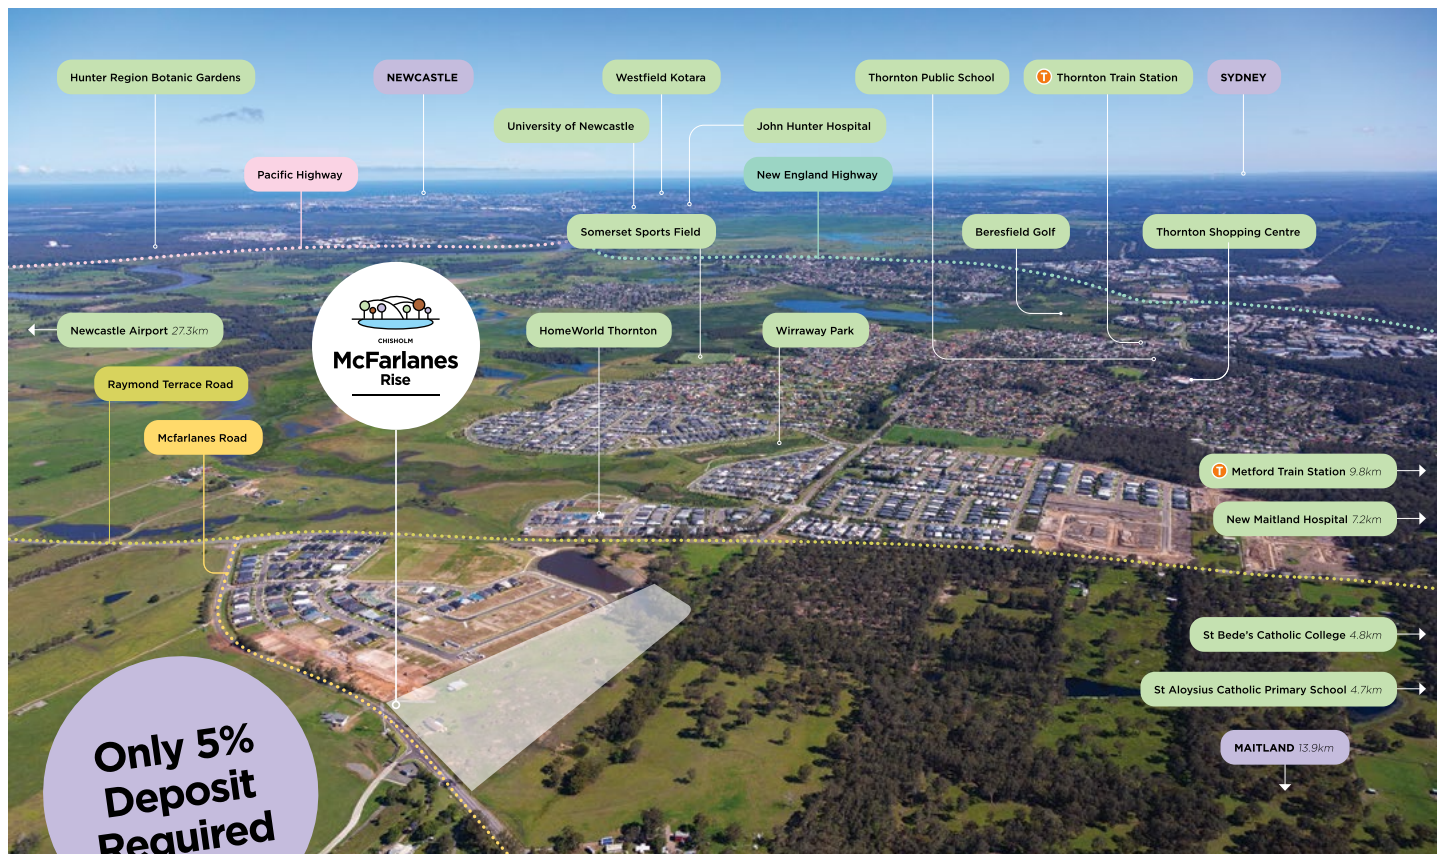 Hunter Region Botanic Gardens
NEWCASTLE
Westfield Kotara
Thornton Public School
T Thornton Train Station
SYDNEY
University of Newcastle
John Hunter Hospital
Pacific Highway
New England Highway
Somerset Sports Field
Beresfield Golf
Thornton Shopping Centre
Newcastle Airport 27.3km
CHISHOLM
McFarlanes
Rise
HomeWorld Thornton
Wirraway Park
Raymond Terrace Road
Mcfarlanes Road
T Metford Train Station 9.8km
New Maitland Hospital 7.2km
St Bede's Catholic College 4.8km
St Aloysius Catholic Primary School 4.7km
MAITLAND 13.9km
Only 5%
Deposit
Required